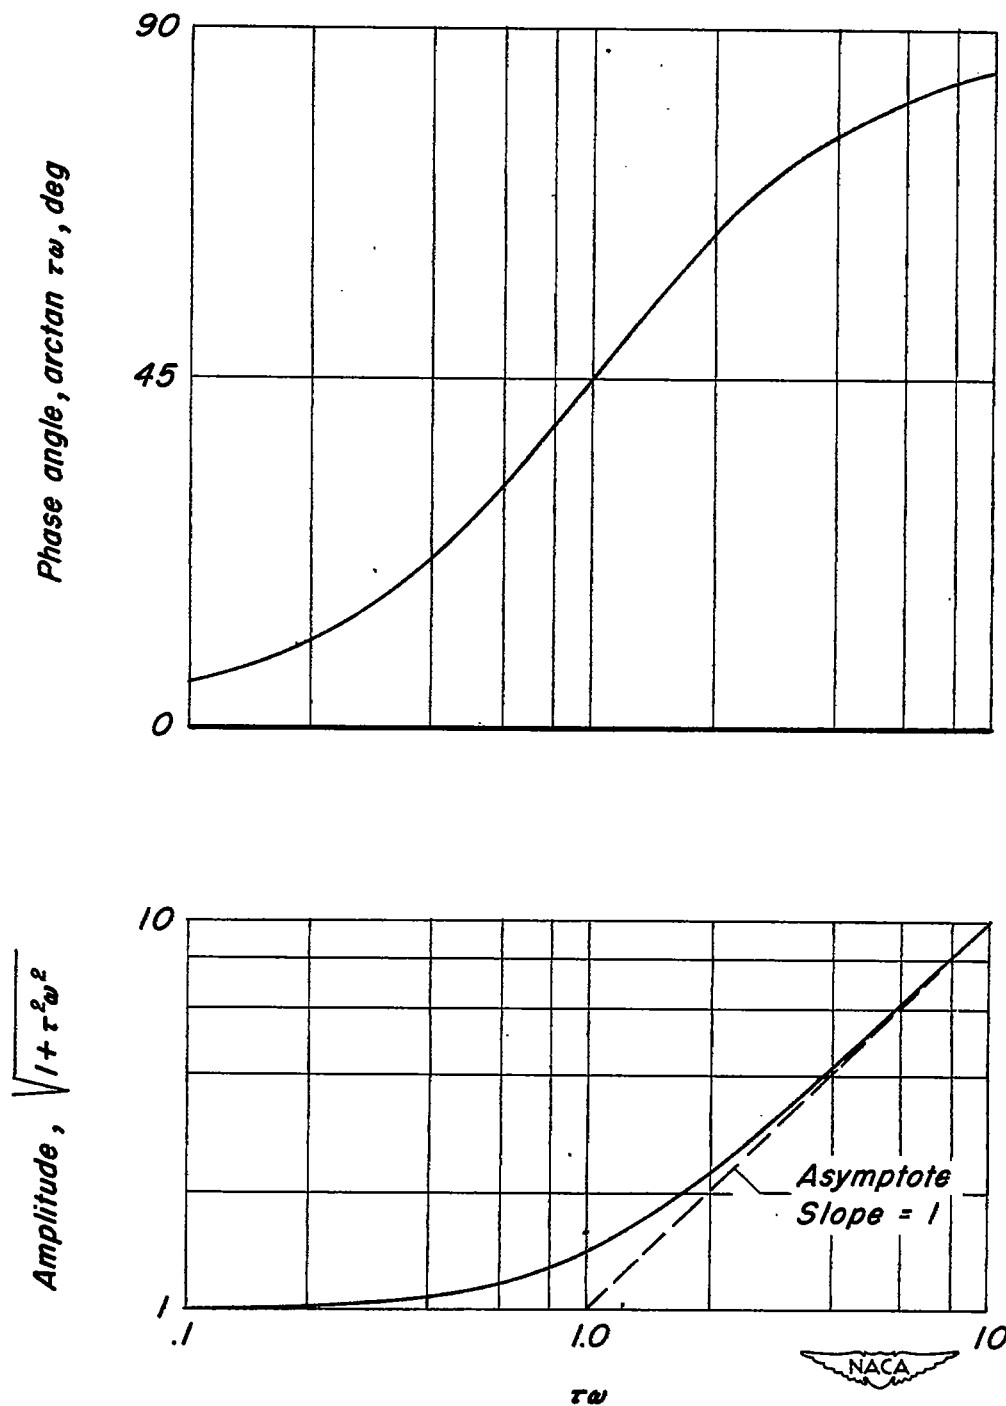 90
45
0
Phase angle, arctan τω, deg
10
1
Amplitude, √1 + τ²ω²
Asymptote
Slope = 1
.1
1.0
10
τω
NACA